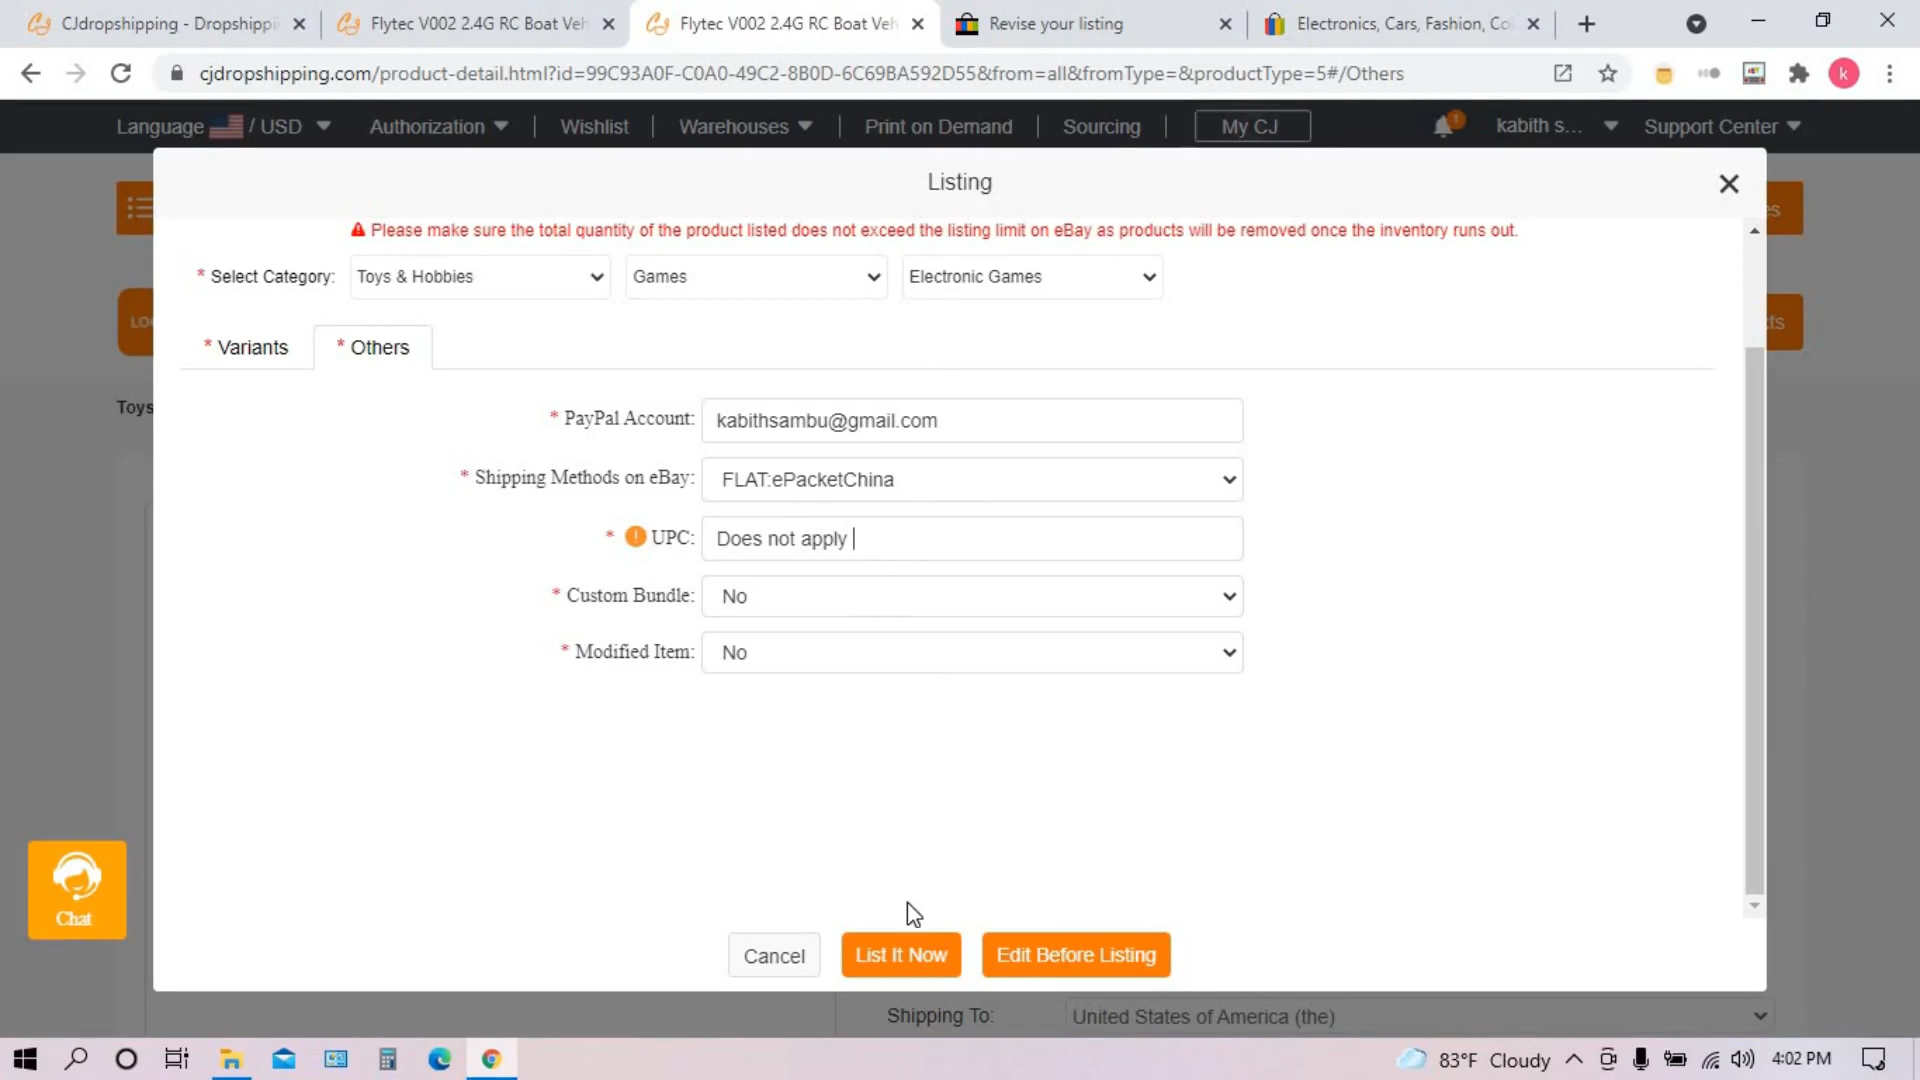 CJdropshipping - Dropshippi
Flytec V002 2.4G RC Boat Veh
Flytec V002 2.4G RC Boat Veh
Revise your listing
Electronics, Cars, Fashion, Co
cjdropshipping.com/product-detail.html?id=99C93A0F-C0A0-49C2-8B0D-6C69BA592D55&from=all&fromType=&productType=5#/Others
k
Language / USD
Authorization
Wishlist
Warehouses
Print on Demand
Sourcing
My CJ
1
kabith s...
Support Center
Listing
Please make sure the total quantity of the product listed does not exceed the listing limit on eBay as products will be removed once the inventory runs out.
* Select Category:
Toys & Hobbies
Games
Electronic Games
* Variants
* Others
Toys
* PayPal Account:
kabithsambu@gmail.com
* Shipping Methods on eBay:
FLAT:ePacketChina
* ! UPC:
Does not apply
* Custom Bundle:
No
* Modified Item:
No
Chat
Cancel
List It Now
Edit Before Listing
Shipping To:
United States of America (the)
83°F Cloudy
4:02 PM